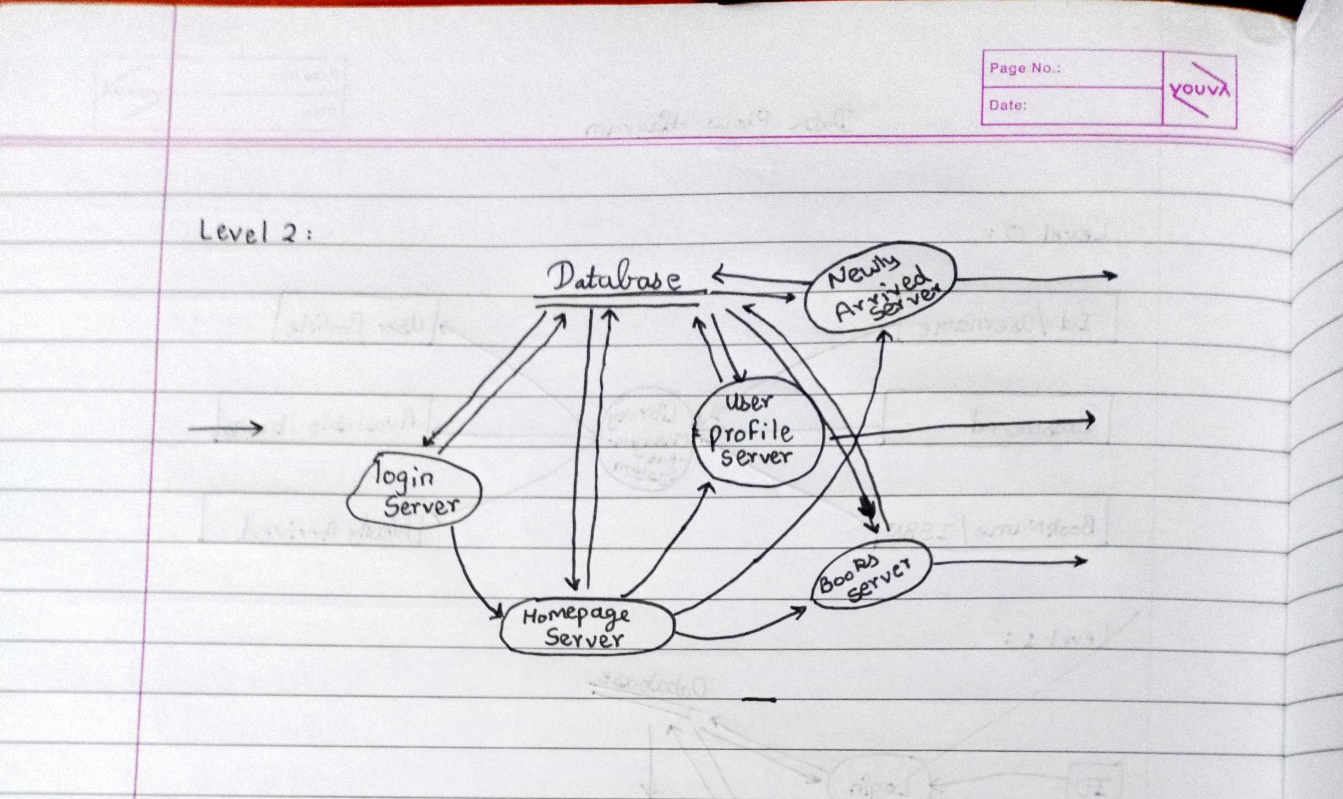 Page No.:
Date:
youva
Level 2:
Database
Newly
Arrived
Server
User
profile
server
login
Server
Books
Server
Homepage
Server